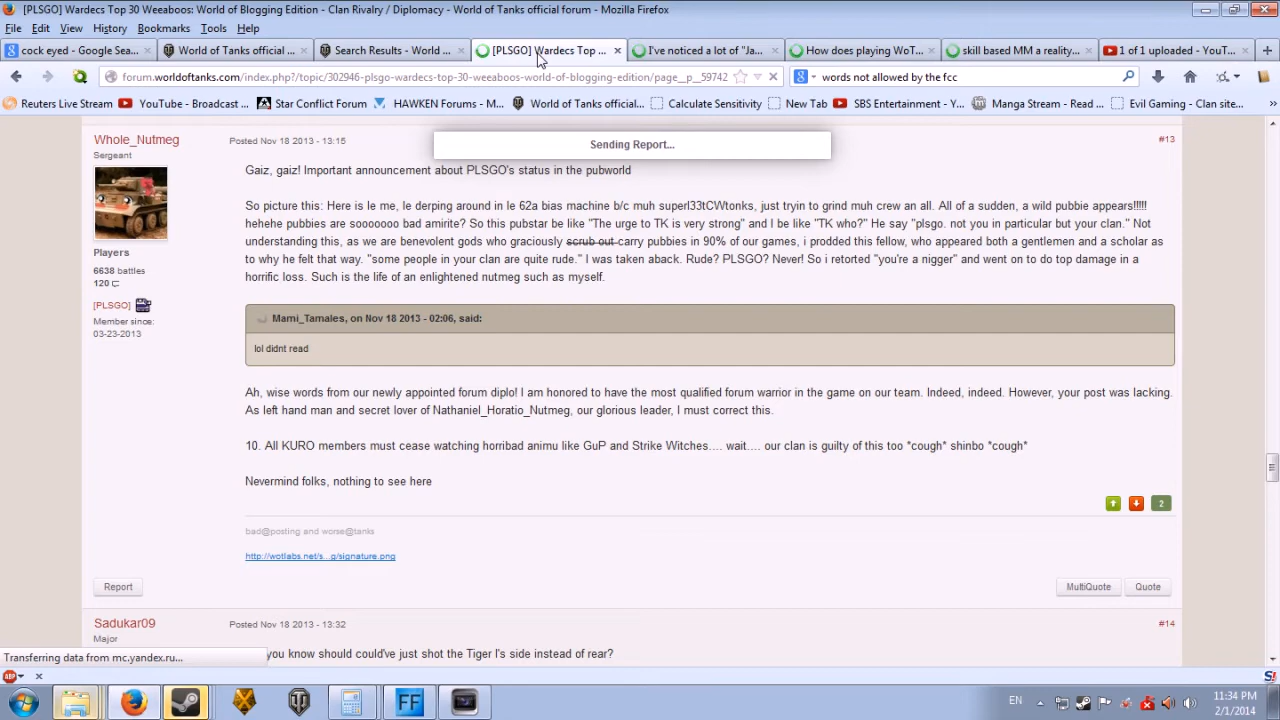 [PLSGO] Wardecs Top 30 Weeaboos: World of Blogging Edition - Clan Rivalry / Diplomacy - World of Tanks official forum - Mozilla Firefox
File Edit View History Bookmarks Tools Help
cock eyed - Google Sea... World of Tanks official ... Search Results - World ... [PLSGO] Wardecs Top ... I've noticed a lot of "Ja... How does playing WoT... skill based MM a reality... 1 of 1 uploaded - YouT...
forum.worldoftanks.com/index.php?/topic/302946-plsgo-wardecs-top-30-weeaboos-world-of-blogging-edition/page__p__59742 words not allowed by the fcc
Reuters Live Stream YouTube - Broadcast ... Star Conflict Forum HAWKEN Forums - M... World of Tanks official... Calculate Sensitivity New Tab SBS Entertainment - Y... Manga Stream - Read ... Evil Gaming - Clan site...
Whole_Nutmeg Posted Nov 18 2013 - 13:15 #13
Sending Report...
Sergeant
Gaiz, gaiz! Important announcement about PLSGO's status in the pubworld
So picture this: Here is le me, le derping around in le 62a bias machine b/c muh superl33tCWtonks, just tryin to grind muh crew an all. All of a sudden, a wild pubbie appears!!!!!
hehehe pubbies are sooooooo bad amirite? So this pubstar be like "The urge to TK is very strong" and I be like "TK who?" He say "plsgo. not you in particular but your clan." Not
understanding this, as we are benevolent gods who graciously scrub out carry pubbies in 90% of our games, i prodded this fellow, who appeared both a gentlemen and a scholar as
to why he felt that way. "some people in your clan are quite rude." I was taken aback. Rude? PLSGO? Never! So i retorted "you're a nigger" and went on to do top damage in a
horrific loss. Such is the life of an enlightened nutmeg such as myself.
Players
6638 battles
120
[PLSGO]
Member since:
03-23-2013
Mami_Tamales, on Nov 18 2013 - 02:06, said:
lol didnt read
Ah, wise words from our newly appointed forum diplo! I am honored to have the most qualified forum warrior in the game on our team. Indeed, indeed. However, your post was lacking.
As left hand man and secret lover of Nathaniel_Horatio_Nutmeg, our glorious leader, I must correct this.
10. All KURO members must cease watching horribad animu like GuP and Strike Witches.... wait.... our clan is guilty of this too *cough* shinbo *cough*
Nevermind folks, nothing to see here
2
bad@posting and worse@tanks
http://wotlabs.net/s...g/signature.png
Report MultiQuote Quote
Sadukar09 Posted Nov 18 2013 - 13:32 #14
Major
you know should could've just shot the Tiger I's side instead of rear?
Transferring data from mc.yandex.ru...
ABP
FF EN 11:34 PM
2/1/2014